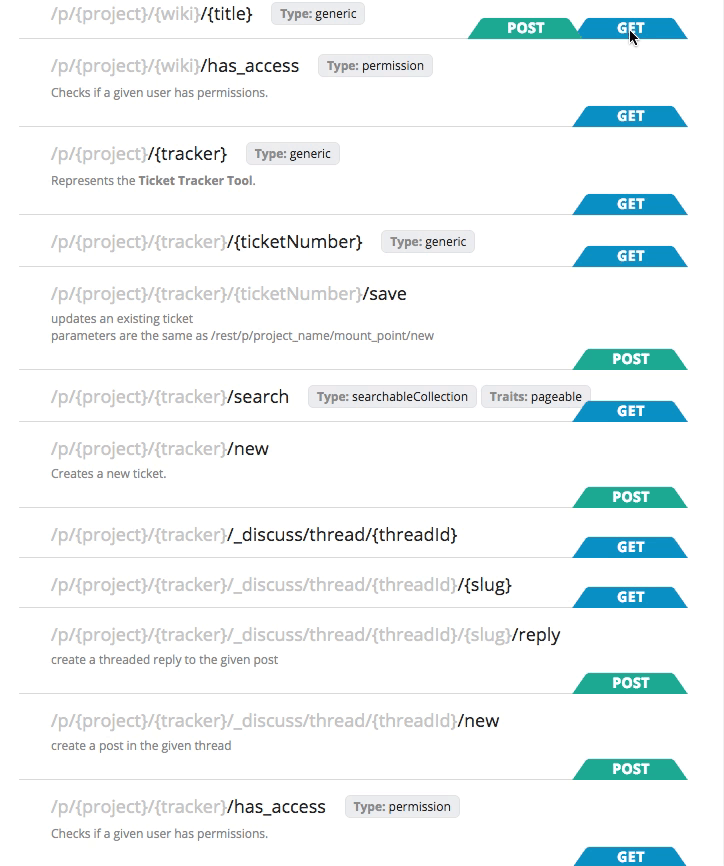 /p/{project}/{wiki}/{title} Type: generic
POST GET
/p/{project}/{wiki}/has_access Type: permission
Checks if a given user has permissions.
GET
/p/{project}/{tracker} Type: generic
Represents the Ticket Tracker Tool.
GET
/p/{project}/{tracker}/{ticketNumber} Type: generic
GET
/p/{project}/{tracker}/{ticketNumber}/save
updates an existing ticket
parameters are the same as /rest/p/project_name/mount_point/new
POST
/p/{project}/{tracker}/search Type: searchableCollection Traits: pageable
GET
/p/{project}/{tracker}/new
Creates a new ticket.
POST
/p/{project}/{tracker}/_discuss/thread/{threadId}
GET
/p/{project}/{tracker}/_discuss/thread/{threadId}/{slug}
GET
/p/{project}/{tracker}/_discuss/thread/{threadId}/{slug}/reply
create a threaded reply to the given post
POST
/p/{project}/{tracker}/_discuss/thread/{threadId}/new
create a post in the given thread
POST
/p/{project}/{tracker}/has_access Type: permission
Checks if a given user has permissions.
GET